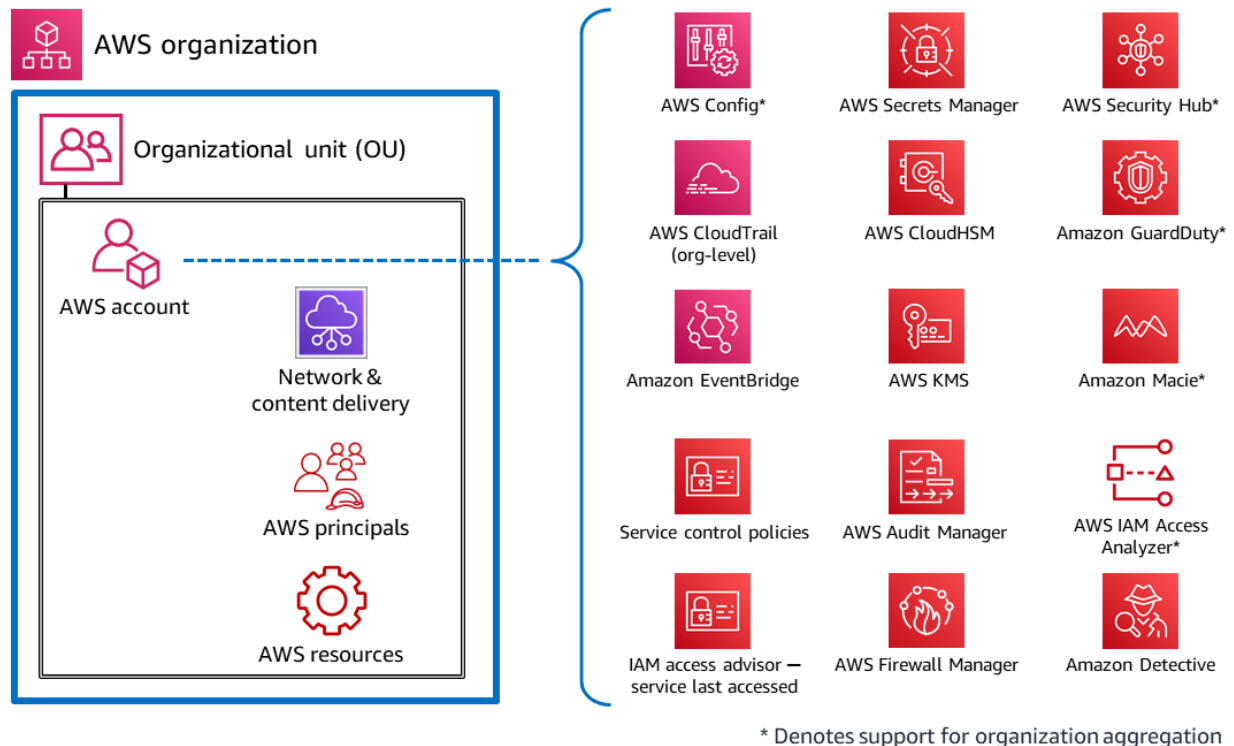 AWS organization
Organizational unit (OU)
AWS account
Network &
content delivery
AWS principals
AWS resources
AWS Config*
AWS Secrets Manager
AWS Security Hub*
AWS CloudTrail
(org-level)
AWS CloudHSM
Amazon GuardDuty*
Amazon EventBridge
AWS KMS
Amazon Macie*
Service control policies
AWS Audit Manager
AWS IAM Access
Analyzer*
IAM access advisor —
service last accessed
AWS Firewall Manager
Amazon Detective
* Denotes support for organization aggregation